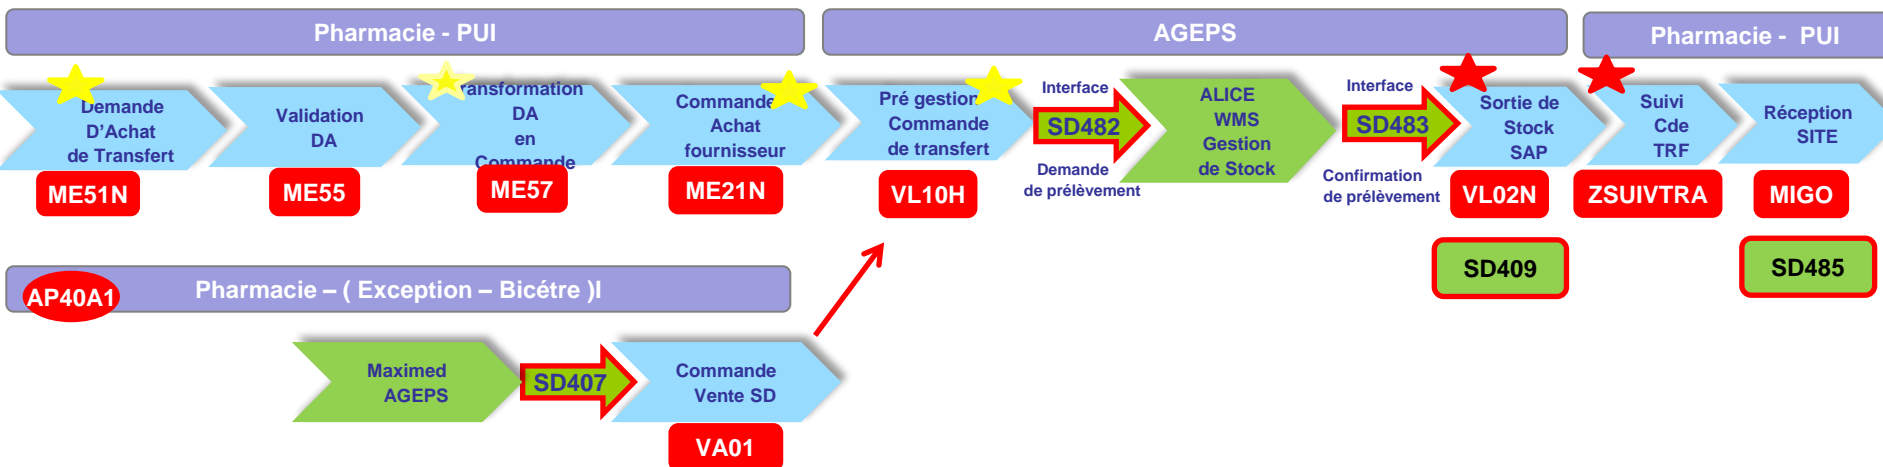 Pharmacie - PUI
AGEPS
Pharmacie - PUI
Demande
D'Achat
de Transfert
ME51N
Validation
DA
ME55
ransformation
DA
en
Commande
ME57
Commande
Achat
fournisseur
ME21N
Pré gestion
Commande
de transfert
VL10H
Interface
SD482
Demande
de prélèvement
ALICE
WMS
Gestion
de Stock
Interface
SD483
Confirmation
de prélèvement
Sortie de
Stock
SAP
VL02N
SD409
Suivi
Cde
TRF
ZSUIVTRA
Réception
SITE
MIGO
SD485
AP40A1
Pharmacie – ( Exception – Bicétre )I
Maximed
AGEPS
SD407
Commande
Vente SD
VA01